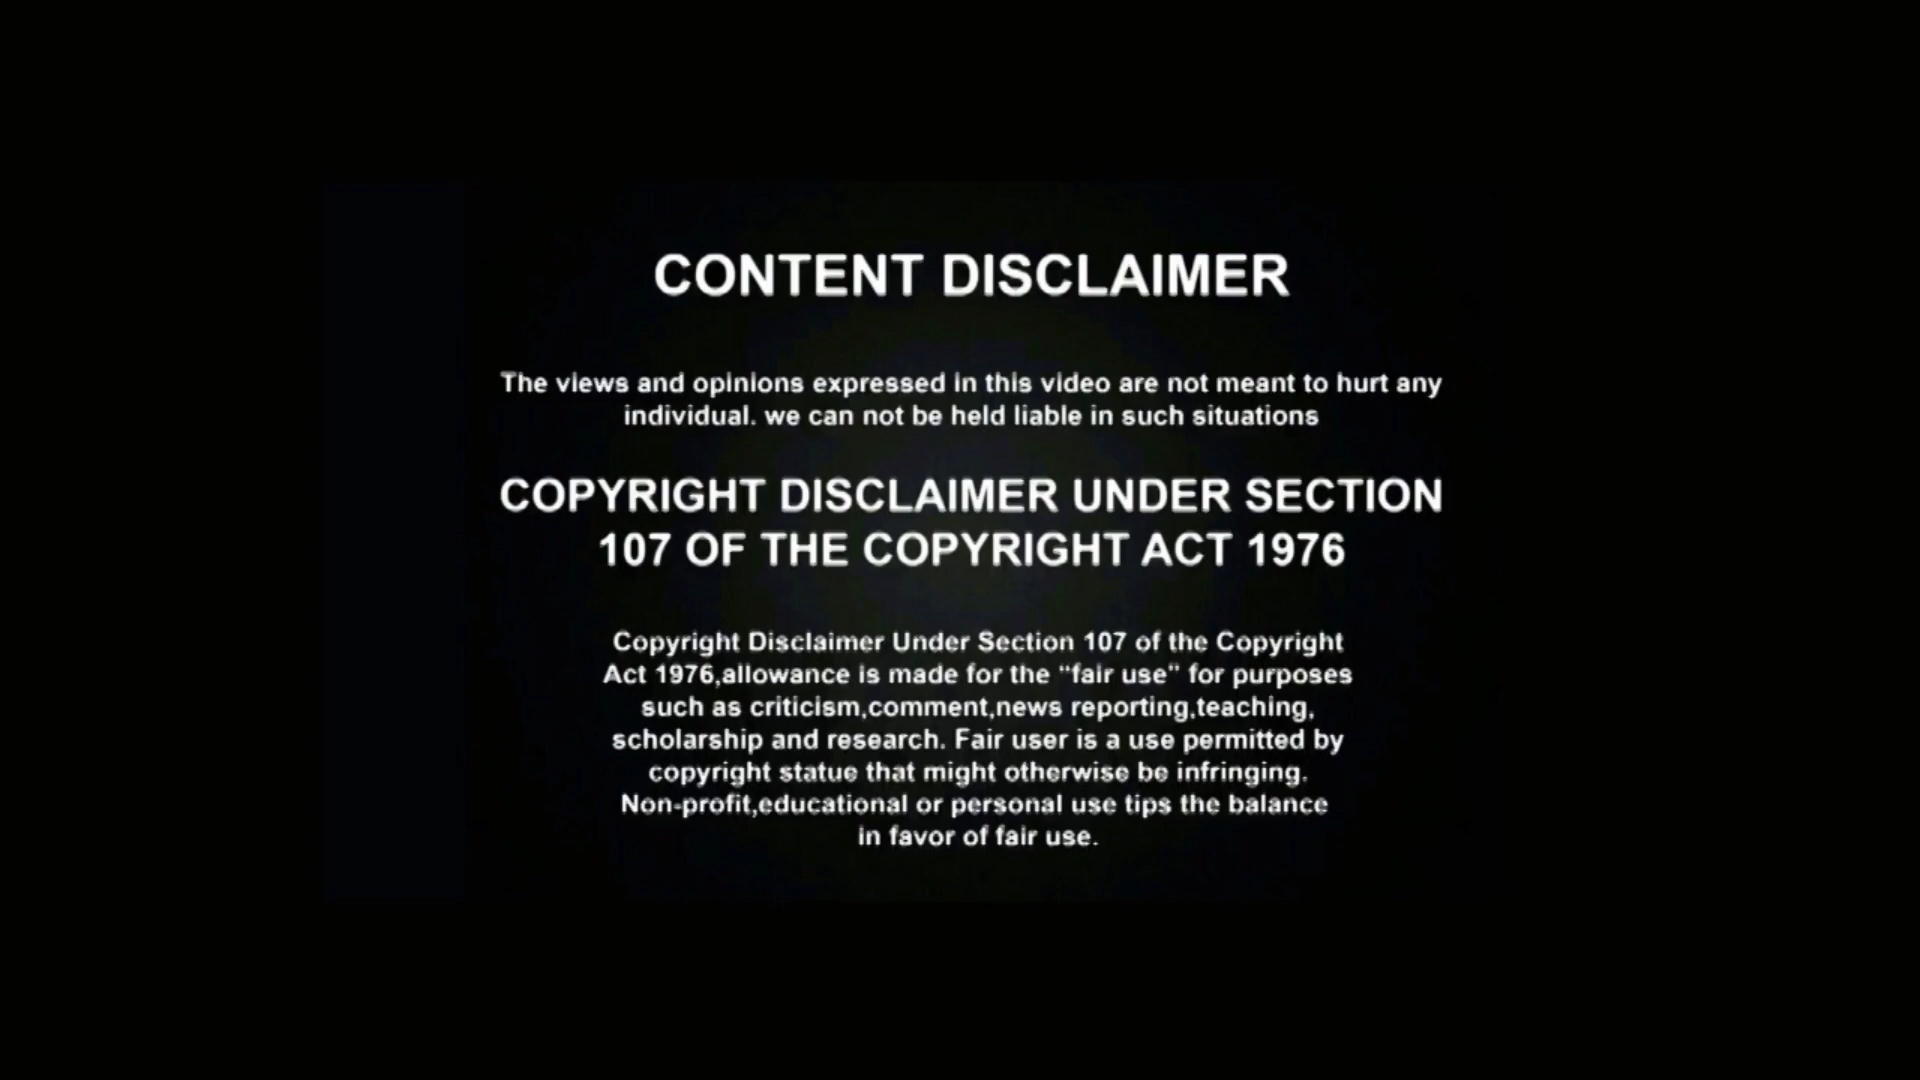 CONTENT DISCLAIMER
The views and opinions expressed in this video are not meant to hurt any
individual. we can not be held liable in such situations
COPYRIGHT DISCLAIMER UNDER SECTION
107 OF THE COPYRIGHT ACT 1976
Copyright Disclaimer Under Section 107 of the Copyright
Act 1976,allowance is made for the "fair use" for purposes
such as criticism,comment,news reporting,teaching,
scholarship and research. Fair user is a use permitted by
copyright statue that might otherwise be infringing.
Non-profit,educational or personal use tips the balance
in favor of fair use.